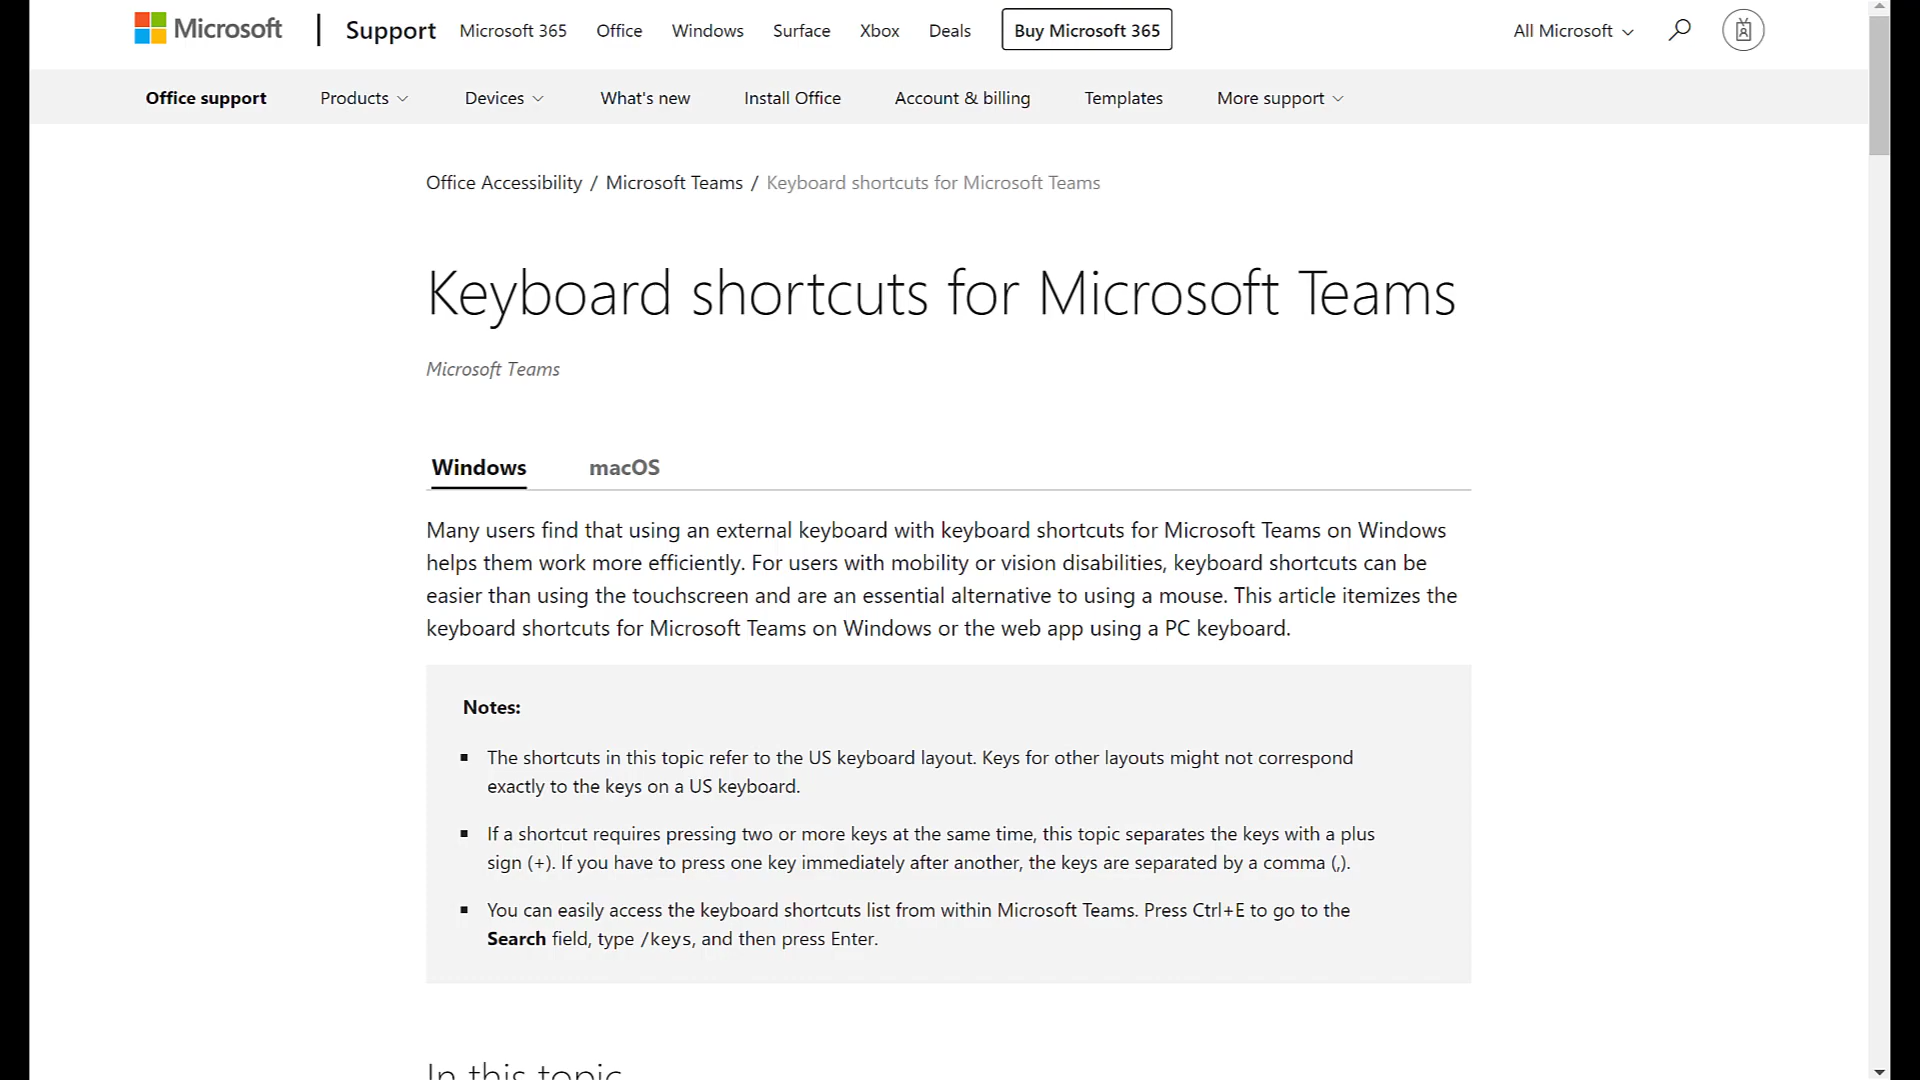 Microsoft | Support Microsoft 365 Office Windows Surface Xbox Deals Buy Microsoft 365 All Microsoft
Office support Products Devices What's new Install Office Account & billing Templates More support
Office Accessibility / Microsoft Teams / Keyboard shortcuts for Microsoft Teams
Keyboard shortcuts for Microsoft Teams
Microsoft Teams
Windows macOS
Many users find that using an external keyboard with keyboard shortcuts for Microsoft Teams on Windows
helps them work more efficiently. For users with mobility or vision disabilities, keyboard shortcuts can be
easier than using the touchscreen and are an essential alternative to using a mouse. This article itemizes the
keyboard shortcuts for Microsoft Teams on Windows or the web app using a PC keyboard.
Notes:
▪ The shortcuts in this topic refer to the US keyboard layout. Keys for other layouts might not correspond
exactly to the keys on a US keyboard.
▪ If a shortcut requires pressing two or more keys at the same time, this topic separates the keys with a plus
sign (+). If you have to press one key immediately after another, the keys are separated by a comma (,).
▪ You can easily access the keyboard shortcuts list from within Microsoft Teams. Press Ctrl+E to go to the
Search field, type /keys, and then press Enter.
In this topic